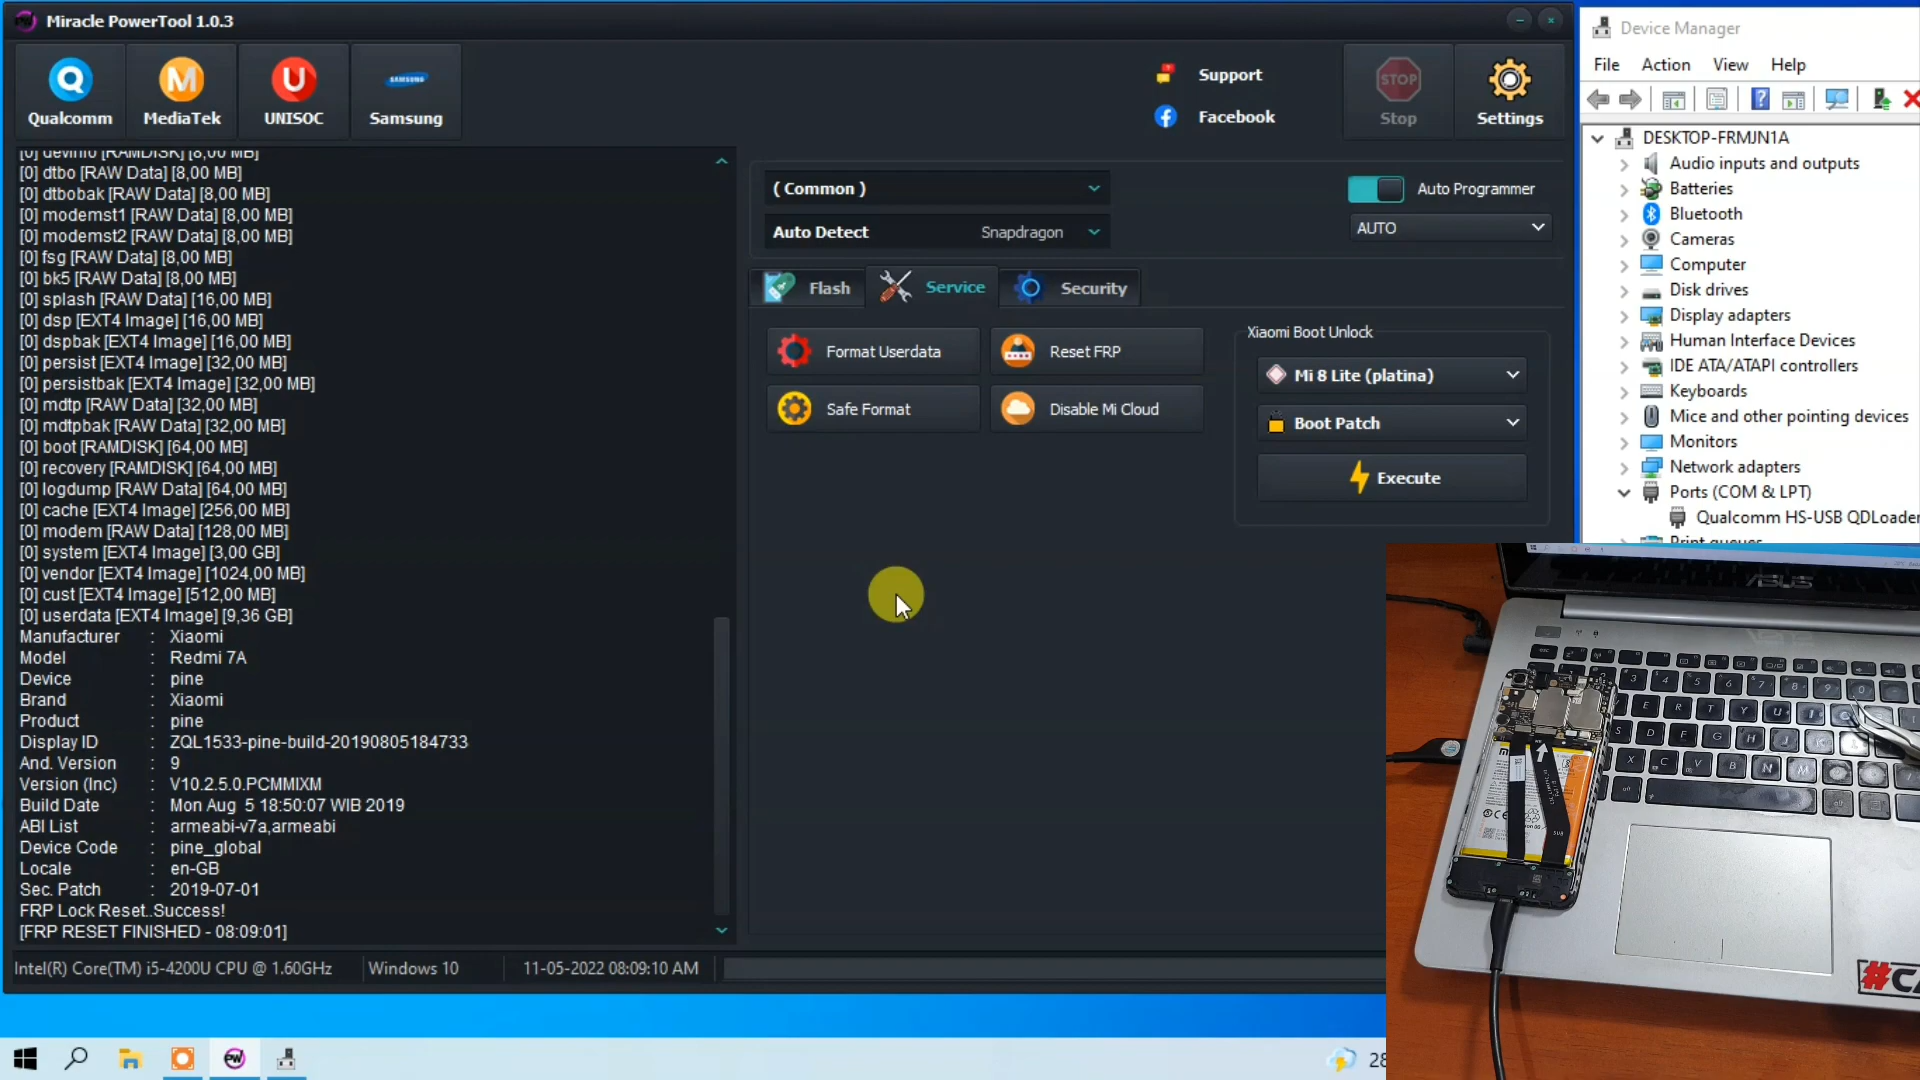 Miracle PowerTool 1.0.3
Qualcomm
MediaTek
UNISOC
SAMSUNG
Samsung
Support
Facebook
STOP
Stop
Settings
[0] devinfo [RAMDISK] [8,00 MB]
[0] dtbo [RAW Data] [8,00 MB]
[0] dtbobak [RAW Data] [8,00 MB]
[0] modemst1 [RAW Data] [8,00 MB]
[0] modemst2 [RAW Data] [8,00 MB]
[0] fsg [RAW Data] [8,00 MB]
[0] bk5 [RAW Data] [8,00 MB]
[0] splash [RAW Data] [16,00 MB]
[0] dsp [EXT4 Image] [16,00 MB]
[0] dspbak [EXT4 Image] [16,00 MB]
[0] persist [EXT4 Image] [32,00 MB]
[0] persistbak [EXT4 Image] [32,00 MB]
[0] mdtp [RAW Data] [32,00 MB]
[0] mdtpbak [RAW Data] [32,00 MB]
[0] boot [RAMDISK] [64,00 MB]
[0] recovery [RAMDISK] [64,00 MB]
[0] logdump [RAW Data] [64,00 MB]
[0] cache [EXT4 Image] [256,00 MB]
[0] modem [RAW Data] [128,00 MB]
[0] system [EXT4 Image] [3,00 GB]
[0] vendor [EXT4 Image] [1024,00 MB]
[0] cust [EXT4 Image] [512,00 MB]
[0] userdata [EXT4 Image] [9,36 GB]
Manufacturer : Xiaomi
Model : Redmi 7A
Device : pine
Brand : Xiaomi
Product : pine
Display ID : ZQL1533-pine-build-20190805184733
And. Version : 9
Version (Inc) : V10.2.5.0.PCMMIXM
Build Date : Mon Aug 5 18:50:07 WIB 2019
ABI List : armeabi-v7a,armeabi
Device Code : pine_global
Locale : en-GB
Sec. Patch : 2019-07-01
FRP Lock Reset..Success!
[FRP RESET FINISHED - 08:09:01]
Intel(R) Core(TM) i5-4200U CPU @ 1.60GHz
Windows 10
11-05-2022 08:09:10 AM
( Common )
Auto Detect Snapdragon
Auto Programmer
AUTO
Flash
Service
Security
Format Userdata
Reset FRP
Safe Format
Disable Mi Cloud
Xiaomi Boot Unlock
Mi 8 Lite (platina)
Boot Patch
Execute
Device Manager
File Action View Help
DESKTOP-FRMJN1A
Audio inputs and outputs
Batteries
Bluetooth
Cameras
Computer
Disk drives
Display adapters
Human Interface Devices
IDE ATA/ATAPI controllers
Keyboards
Mice and other pointing devices
Monitors
Network adapters
Ports (COM & LPT)
Qualcomm HS-USB QDLoader
Print queues
ASUS
PW
28